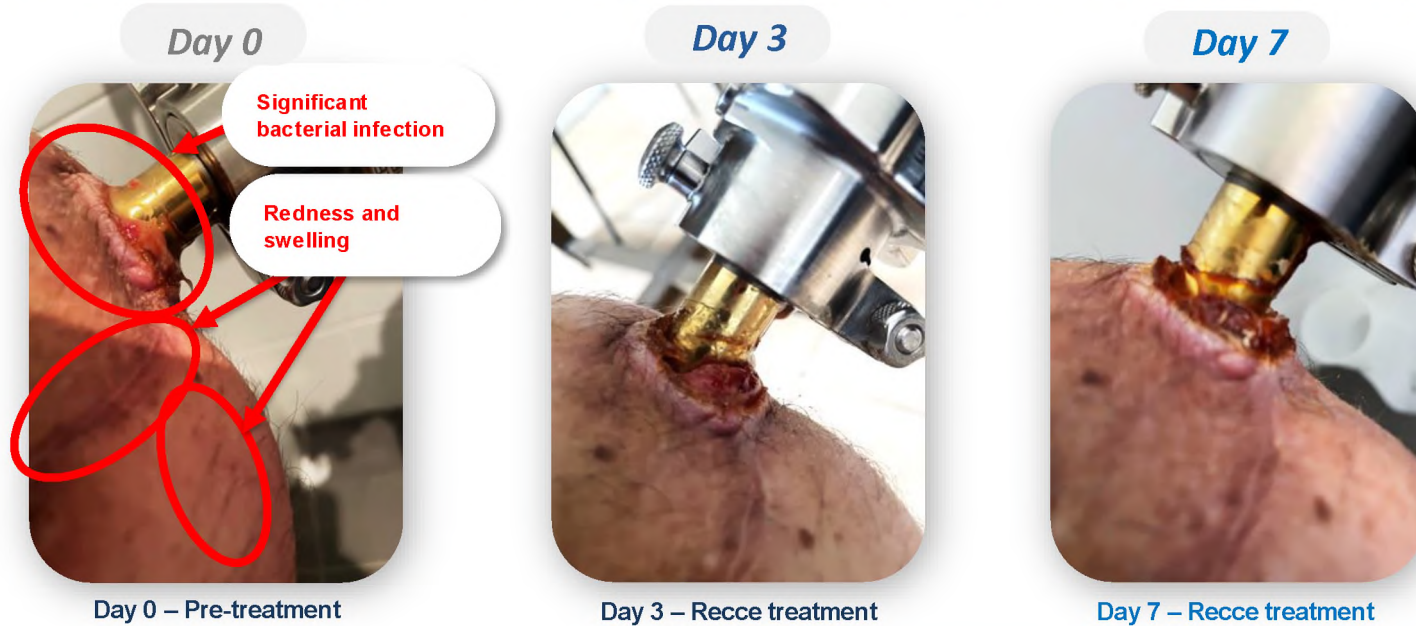 Day 0
Day 3
Day 7
Significant
bacterial infection
Redness and
swelling
Day 0 – Pre-treatment
Day 3 – Recce treatment
Day 7 – Recce treatment